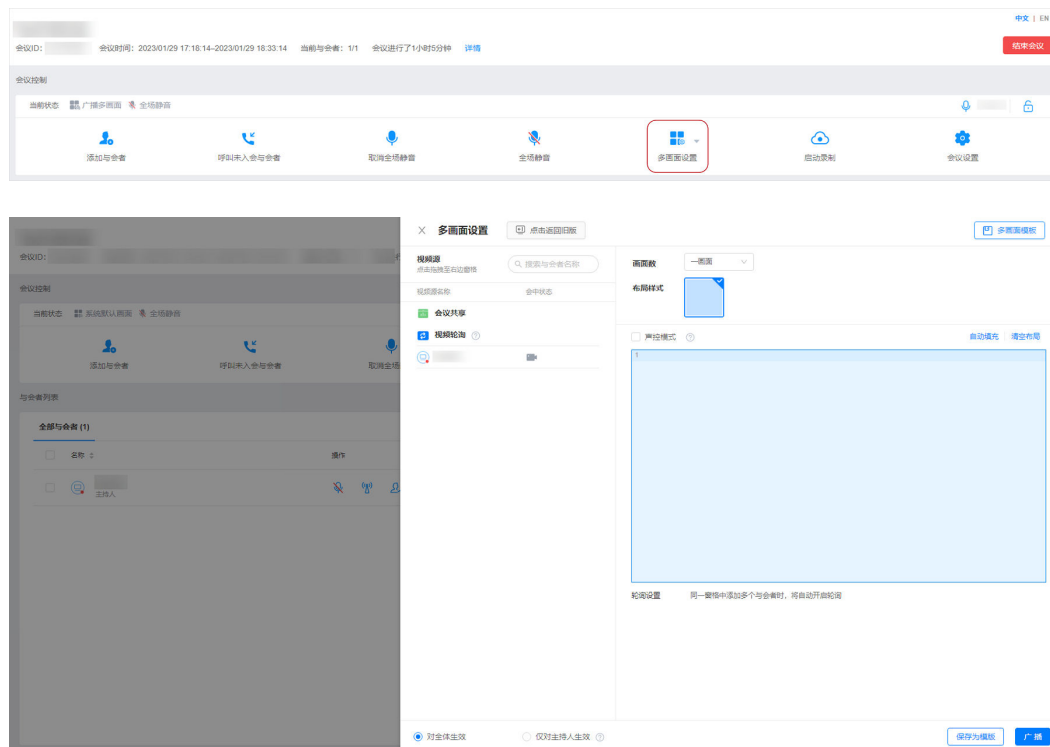 中文 | EN
会议ID: 会议时间: 2023/01/29 17:18:14–2023/01/29 18:33:14 当前与会者: 1/1 会议进行了1小时5分钟 详情
结束会议
会议控制
当前状态 广播多画面 全场静音
添加与会者 呼叫未入会与会者 取消全场静音 全场静音 多画面设置 启动录制 会议设置
会议ID:
会议控制
当前状态 系统默认画面 全场静音
添加与会者 呼叫未入会与会者 取消全场
与会者列表
全部与会者 (1)
名称 操作
主持人
多画面设置 点击返回旧版 多画面模板
视频源
点击拖拽至右边窗格
搜索与会者名称
视频源名称 会中状态
会议共享
视频轮询
画面数 一画面
布局样式
声控模式 自动填充 清空布局
1
轮询设置 同一窗格中添加多个与会者时，将自动开启轮询
对全体生效 仅对主持人生效 保存为模版 广播